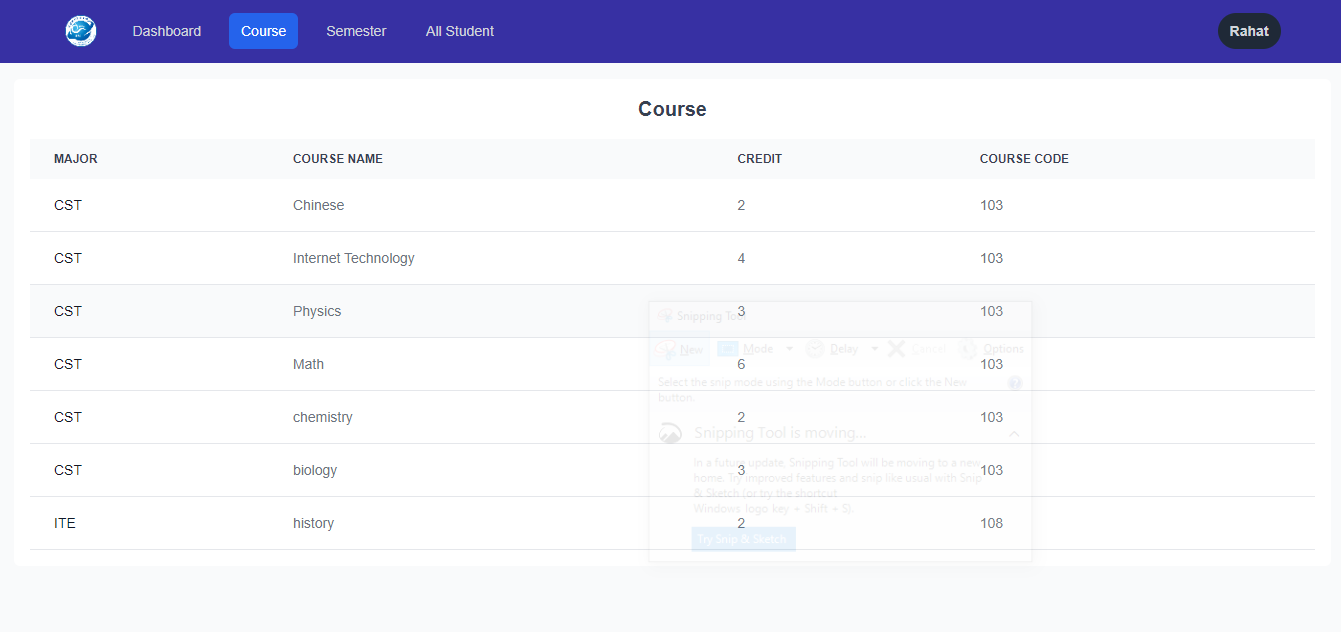 Dashboard Course Semester All Student Rahat
Course
MAJOR COURSE NAME CREDIT COURSE CODE
CST Chinese 2 103
CST Internet Technology 4 103
CST Physics 3 103
Snipping Tool
New Mode Delay Cancel Options
CST Math 6 103
Select the snip mode using the Mode button or click the New
button.
CST chemistry 2 103
Snipping Tool is moving...
In a future update, Snipping Tool will be moving to a new
CST biology 3 103
home. Try improved features and snip like usual with Snip
& Sketch (or try the shortcut
Windows logo key + Shift + S).
ITE history 2 108
Try Snip & Sketch